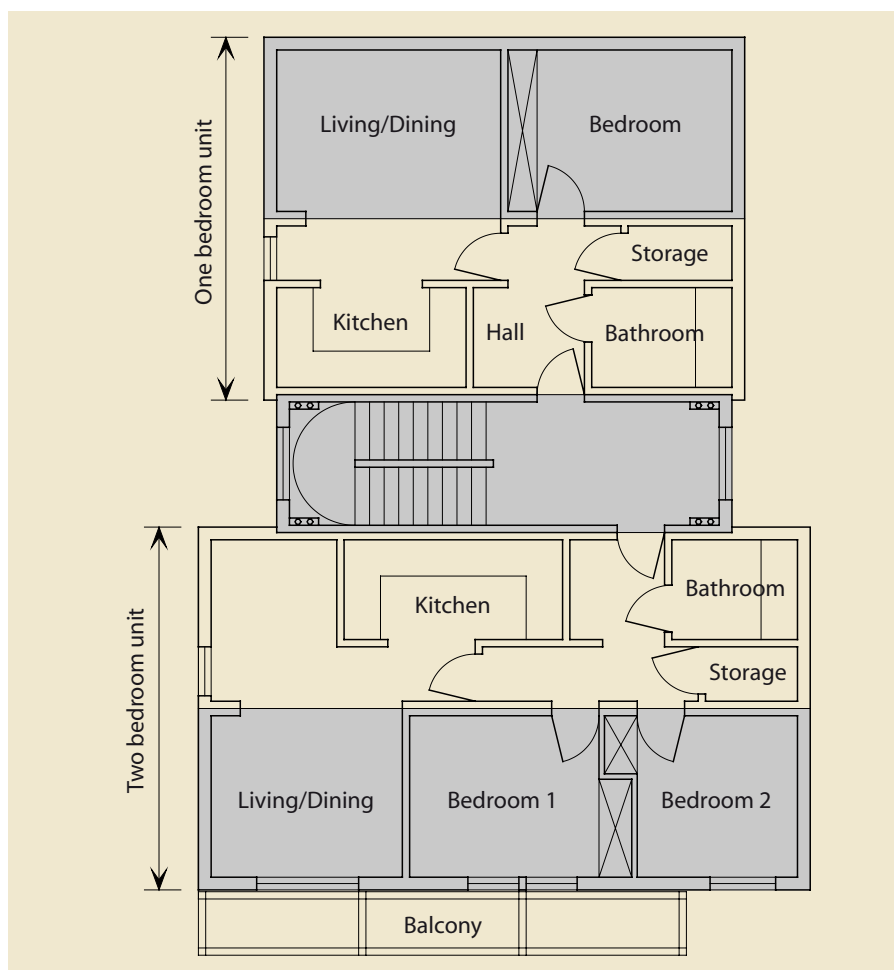 One bedroom unit
Living/Dining
Bedroom
Storage
Kitchen
Hall
Bathroom
Two bedroom unit
Kitchen
Bathroom
Storage
Living/Dining
Bedroom 1
Bedroom 2
Balcony